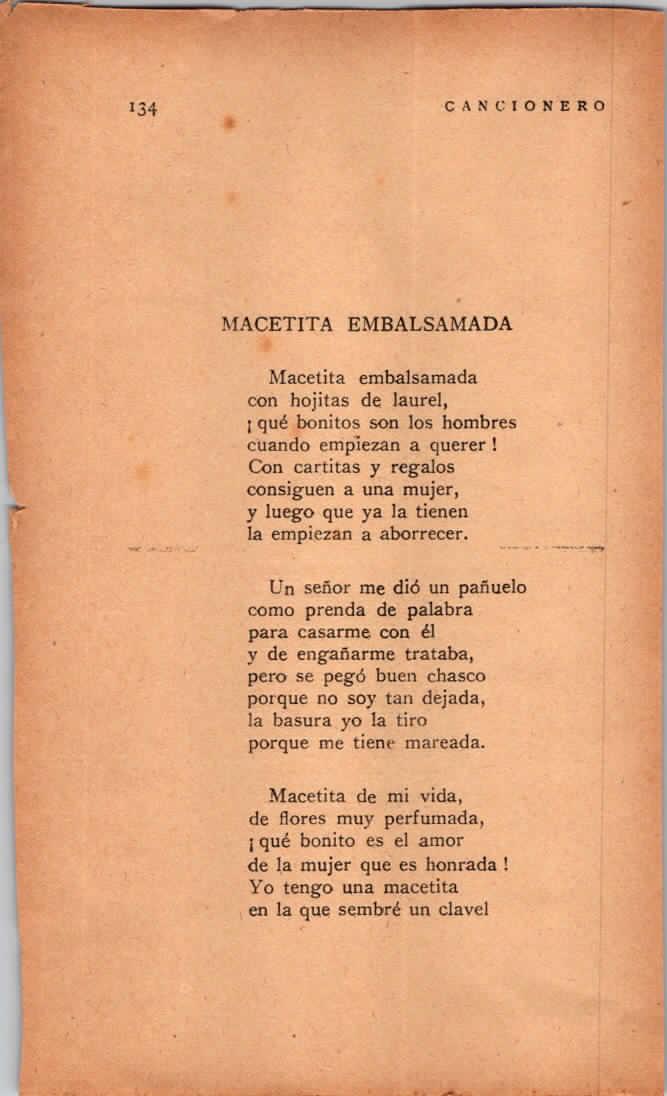 134
CANCIONERO
MACETITA EMBALSAMADA
Macetita embalsamada
con hojitas de laurel,
¡ qué bonitos son los hombres
cuando empiezan a querer !
Con cartitas y regalos
consiguen a una mujer,
y luego que ya la tienen
la empiezan a aborrecer.
Un señor me dió un pañuelo
como prenda de palabra
para casarme con él
y de engañarme trataba,
pero se pegó buen chasco
porque no soy tan dejada,
la basura yo la tiro
porque me tiene mareada.
Macetita de mi vida,
de flores muy perfumada,
¡ qué bonito es el amor
de la mujer que es honrada !
Yo tengo una macetita
en la que sembré un clavel